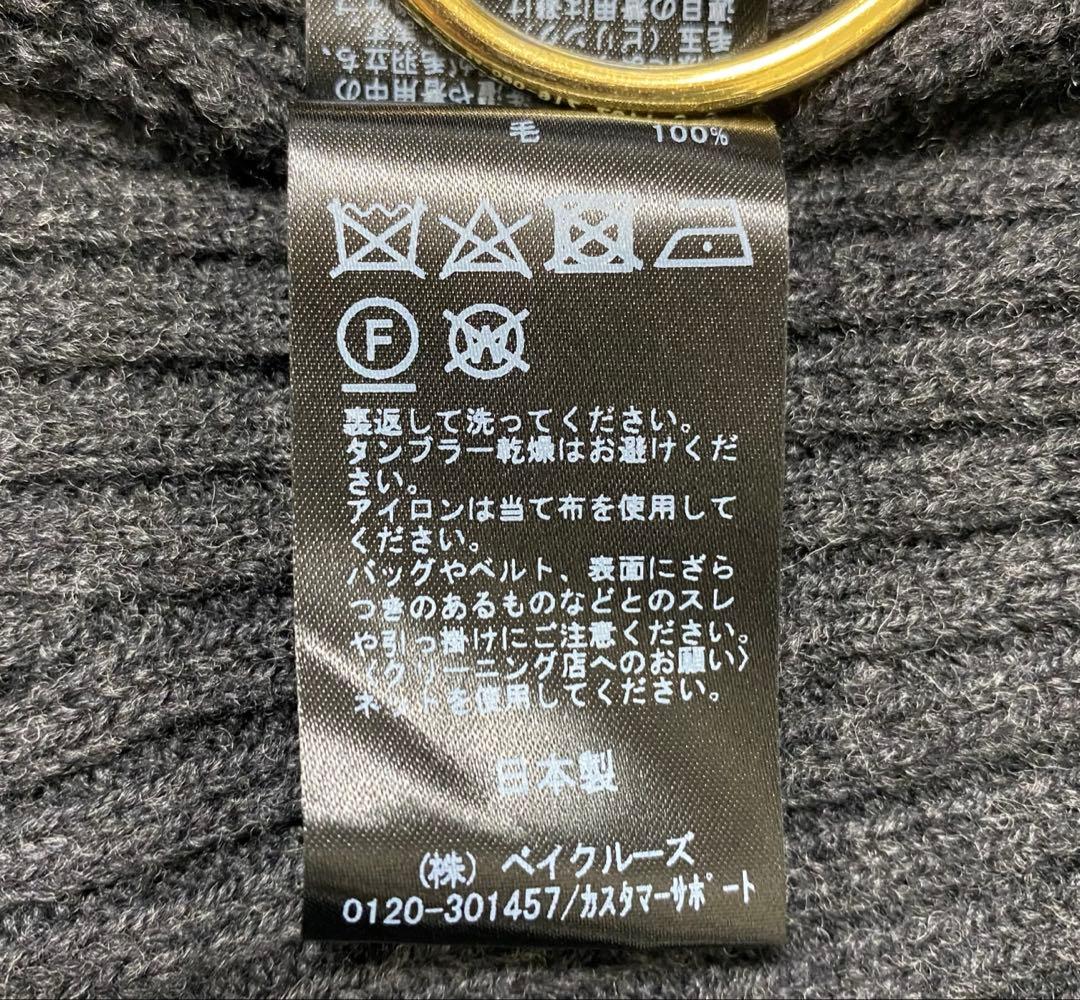 毛 100%
F W
裏返して洗ってください。
タンブラー乾燥はお避けくだ
さい。
アイロンは当て布を使用して
ください。
バッグやベルト、表面にざら
つきのあるものなどとのスレ
や引っ掛けにご注意ください。
〈クリーニング店へのお願い〉
ネットを使用してください。
日本製
(株) ベイクルーズ
0120-301457/カスタマーサポート